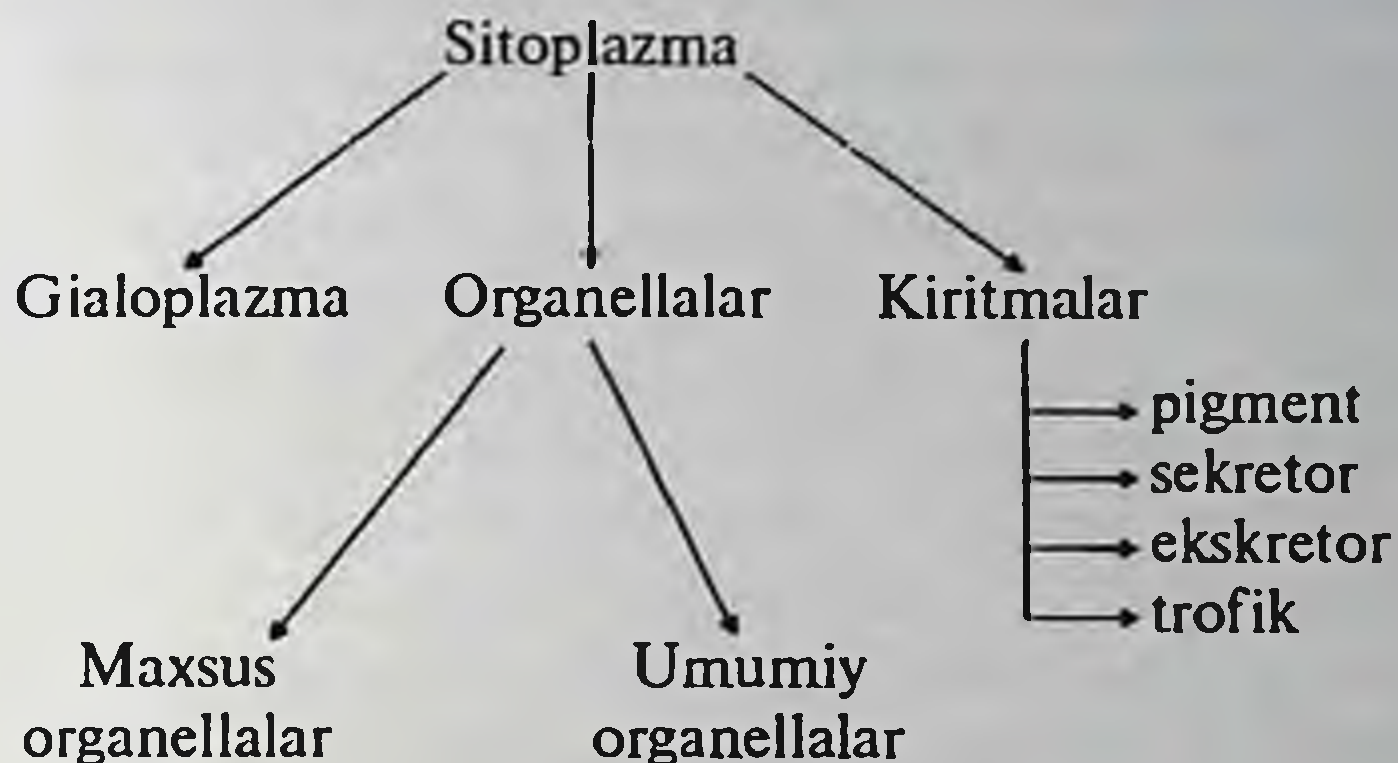 Sitoplazma
Gialoplazma Organellalar Kiritmalar
pigment
sekretor
ekskretor
trofik
Maxsus organellalar
Umumiy organellalar